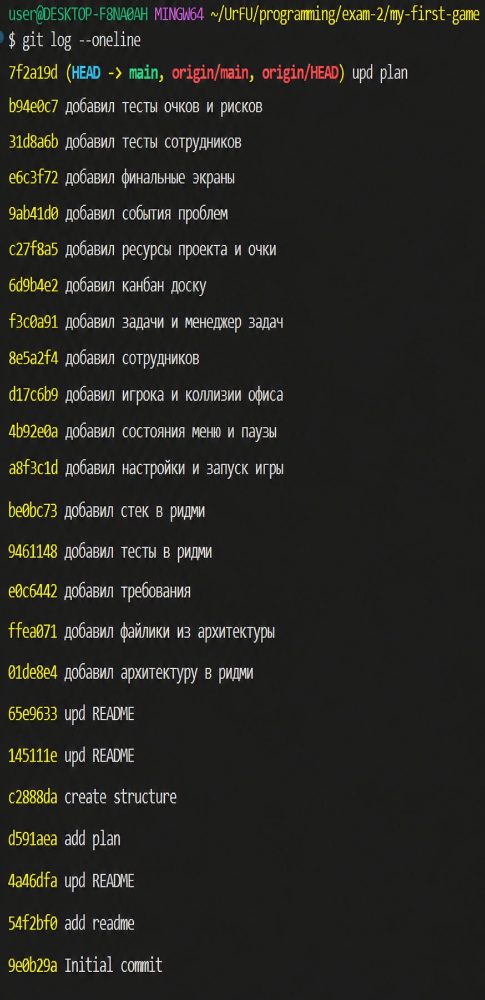 user@DESKTOP-F8NA0AH MINGW64 ~/UrFU/programming/exam-2/my-first-game
$ git log --oneline
7f2a19d (HEAD -> main, origin/main, origin/HEAD) upd plan
b94e0c7 добавил тесты очков и рисков
31d8a6b добавил тесты сотрудников
e6c3f72 добавил финальные экраны
9ab41d0 добавил события проблем
c27f8a5 добавил ресурсы проекта и очки
6d9b4e2 добавил канбан доску
f3c0a91 добавил задачи и менеджер задач
8e5a2f4 добавил сотрудников
d17c6b9 добавил игрока и коллизии офиса
4b92e0a добавил состояния меню и паузы
a8f3c1d добавил настройки и запуск игры
be0bc73 добавил стек в ридми
9461148 добавил тесты в ридми
e0c6442 добавил требования
ffea071 добавил файлики из архитектуры
01de8e4 добавил архитектуру в ридми
65e9633 upd README
145111e upd README
c2888da create structure
d591aea add plan
4a46dfa upd README
54f2bf0 add readme
9e0b29a Initial commit